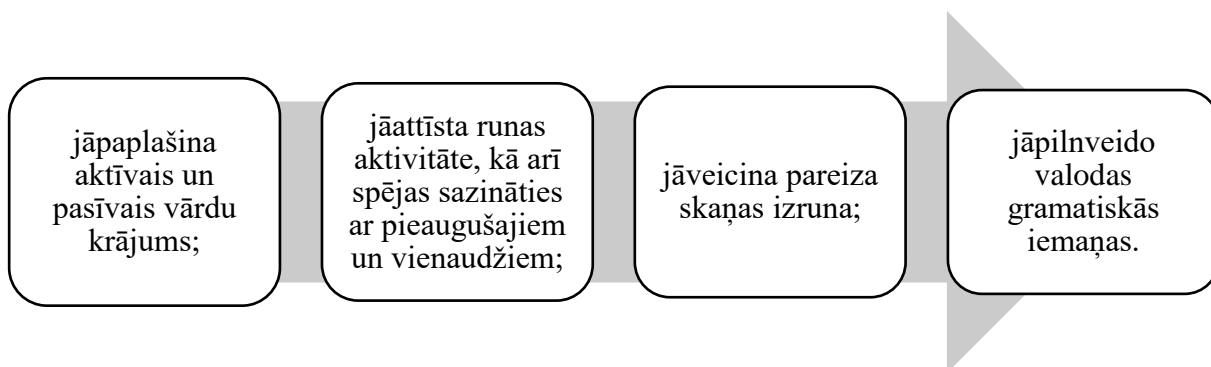 jāpaplašina
aktīvais un
pasīvais vārdu
krājums;
jāattīsta runas
aktivitāte, kā arī
spējas sazināties
ar pieaugušajiem
un vienaudžiem;
jāveicina pareiza
skaņas izruna;
jāpilnveido
valodas
gramatiskās
iemaņas.